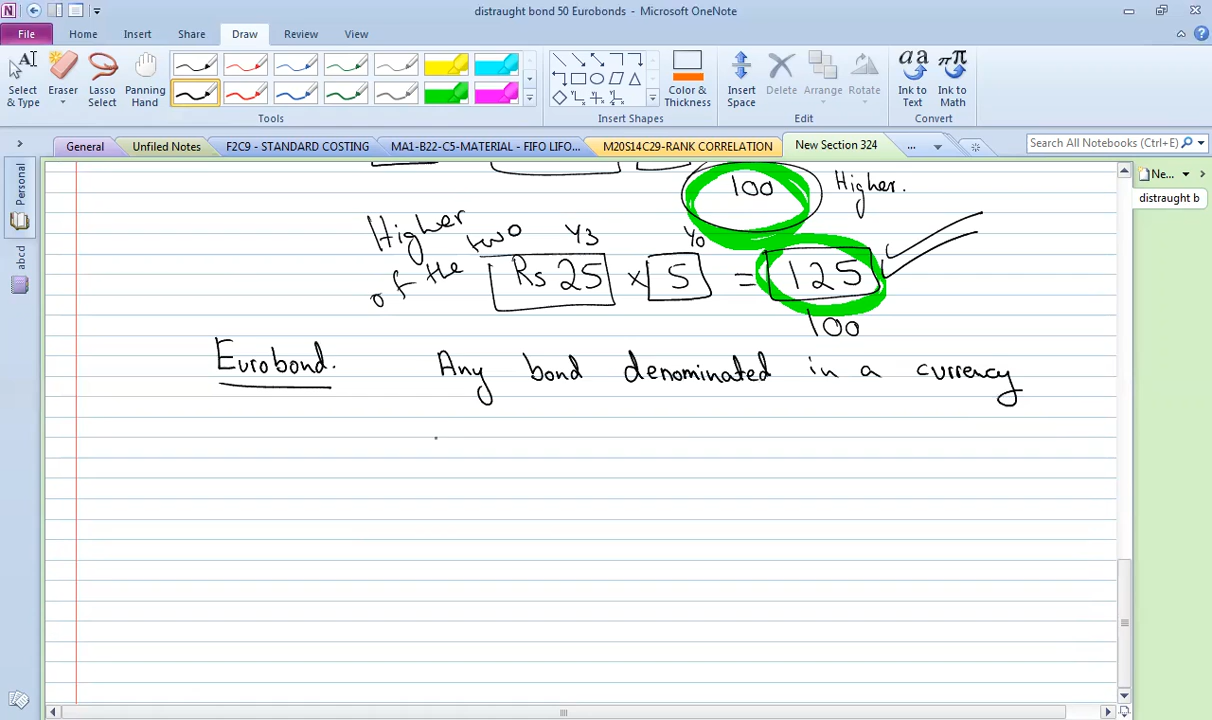 distraught bond 50 Eurobonds - Microsoft OneNote
File Home Insert Share Draw Review View
Select & Type
Eraser
Lasso Select
Panning Hand
Color & Thickness
Insert Space
Delete
Arrange
Rotate
Ink to Text
Ink to Math
Tools Insert Shapes Edit Convert
General Unfiled Notes F2C9 - STANDARD COSTING MA1-B22-C5-MATERIAL - FIFO LIFO... M20S14C29-RANK CORRELATION New Section 324 ... Search All Notebooks (Ctrl+E)
Personal
abcd
Ne...
distraught b
100 Higher.
Higher of the two
Y3 Y0
Rs 25 × 5 = 125
100
Eurobond. Any bond denominated in a currency